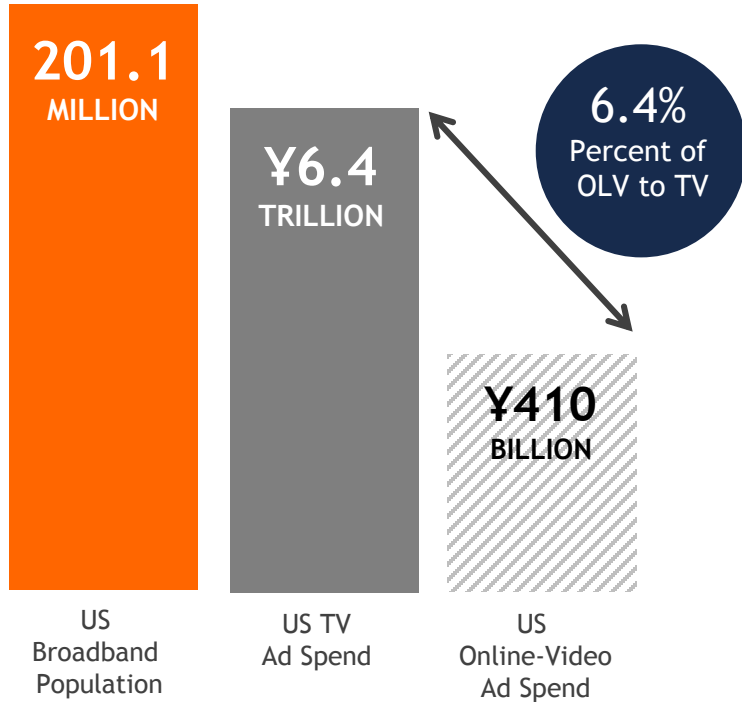 201.1
MILLION
¥6.4
TRILLION
6.4%
Percent of
OLV to TV
¥410
BILLION
US
Broadband
Population
US TV
Ad Spend
US
Online-Video
Ad Spend